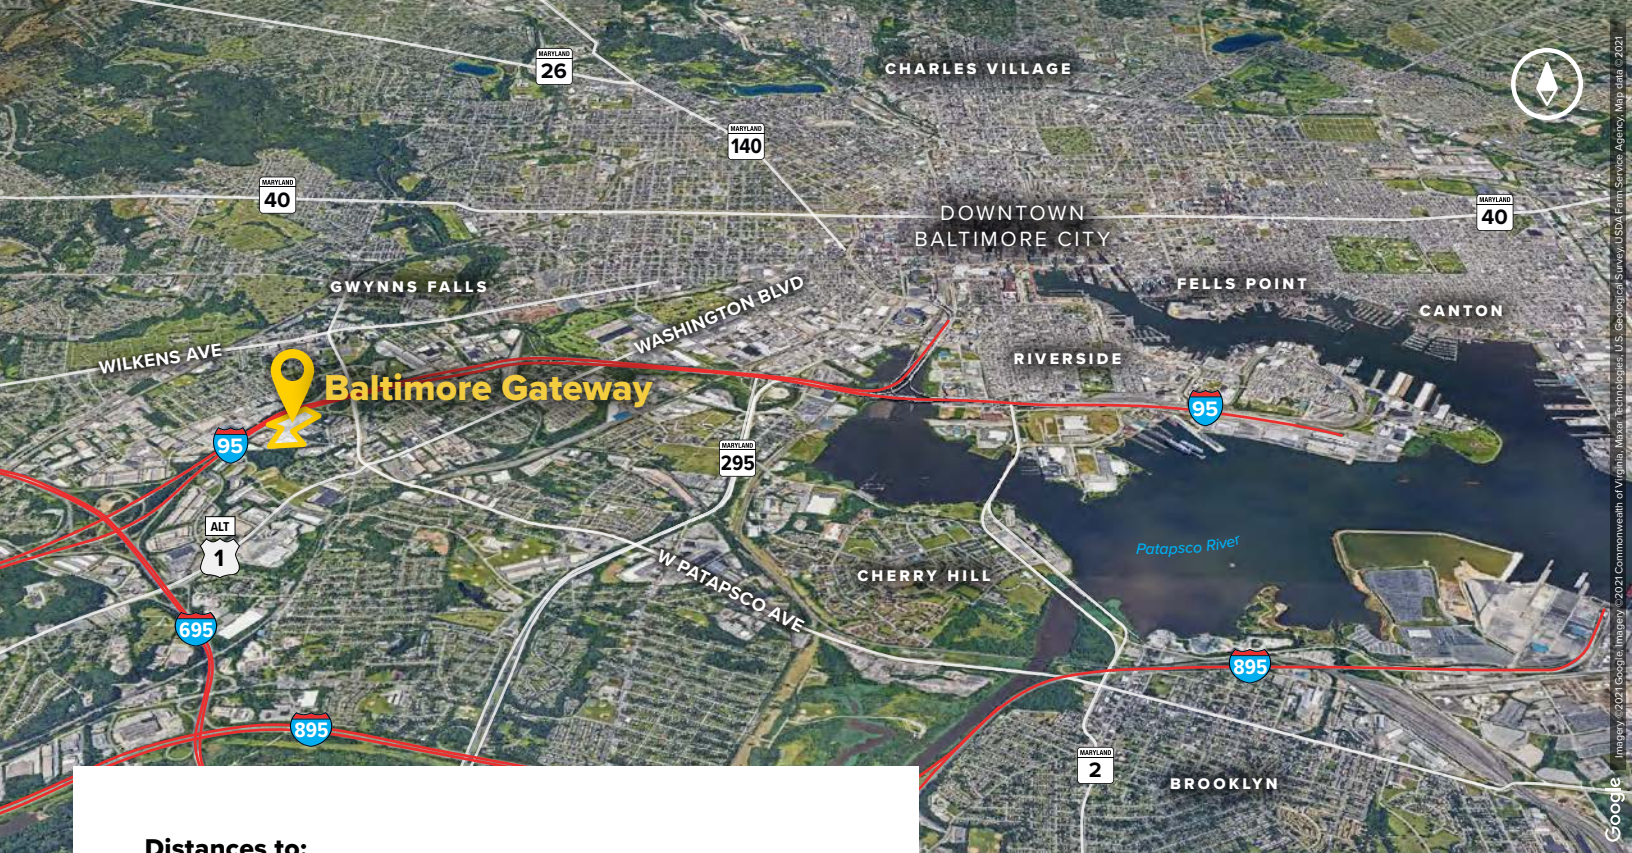 MARYLAND
26
CHARLES VILLAGE
MARYLAND
140
MARYLAND
40
MARYLAND
40
DOWNTOWN
BALTIMORE CITY
GWYNNS FALLS
WASHINGTON BLVD
FELLS POINT
CANTON
WILKENS AVE
RIVERSIDE
Baltimore Gateway
95
95
MARYLAND
295
ALT
1
Patapsco River
W PATAPSCO AVE
CHERRY HILL
695
895
895
MARYLAND
2
BROOKLYN
Distances to:
Imagery ©2021 Google, Imagery ©2021 Commonwealth of Virginia, Maxar Technologies, U.S. Geological Survey, USDA Farm Service Agency, Map data ©2021
Google